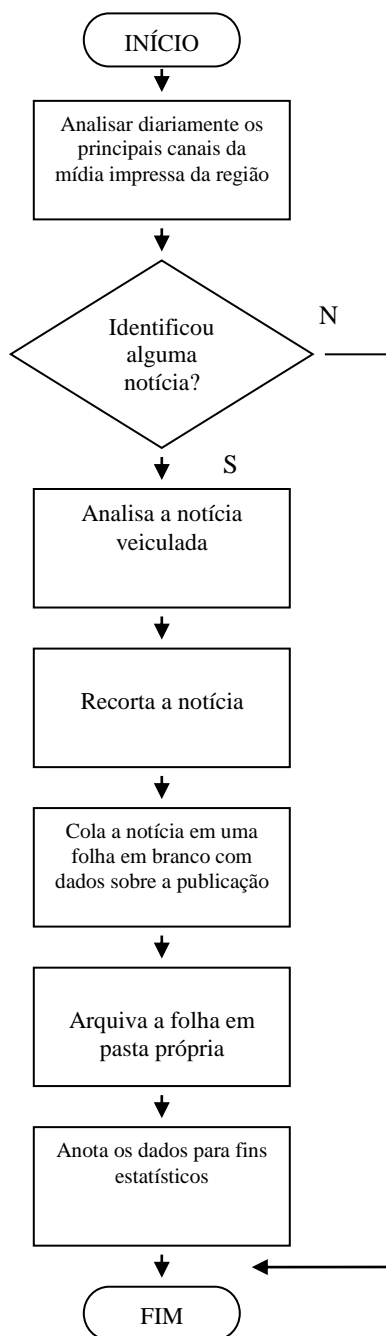 INÍCIO
Analisar diariamente os
principais canais da
mídia impressa da região
Identificou
alguma
notícia?
N
S
Analisa a notícia
veiculada
Recorta a notícia
Cola a notícia em uma
folha em branco com
dados sobre a publicação
Arquiva a folha em
pasta própria
Anota os dados para fins
estatísticos
FIM